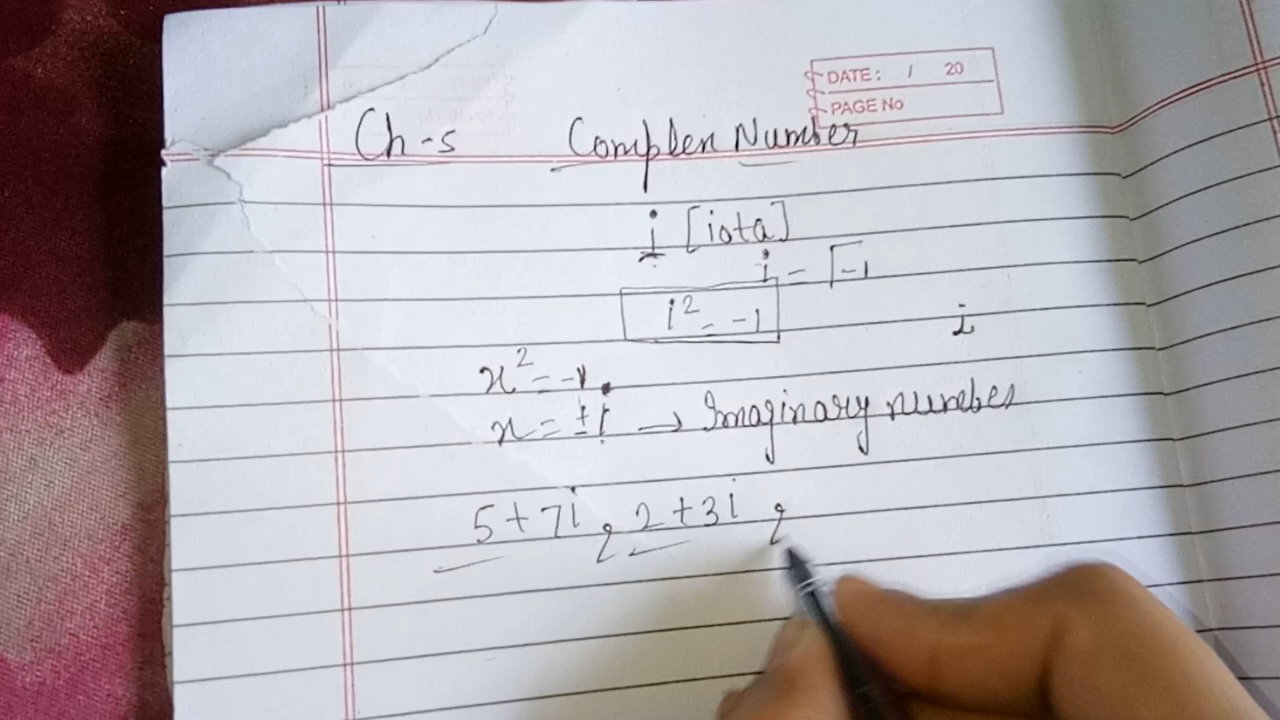 DATE: / 20
PAGE No
Ch-5 Complex Number
i [iota]
i = √-1
i² = -1
i
x² = -1
x = ±i → Imaginary number
5+7i, 2+3i,